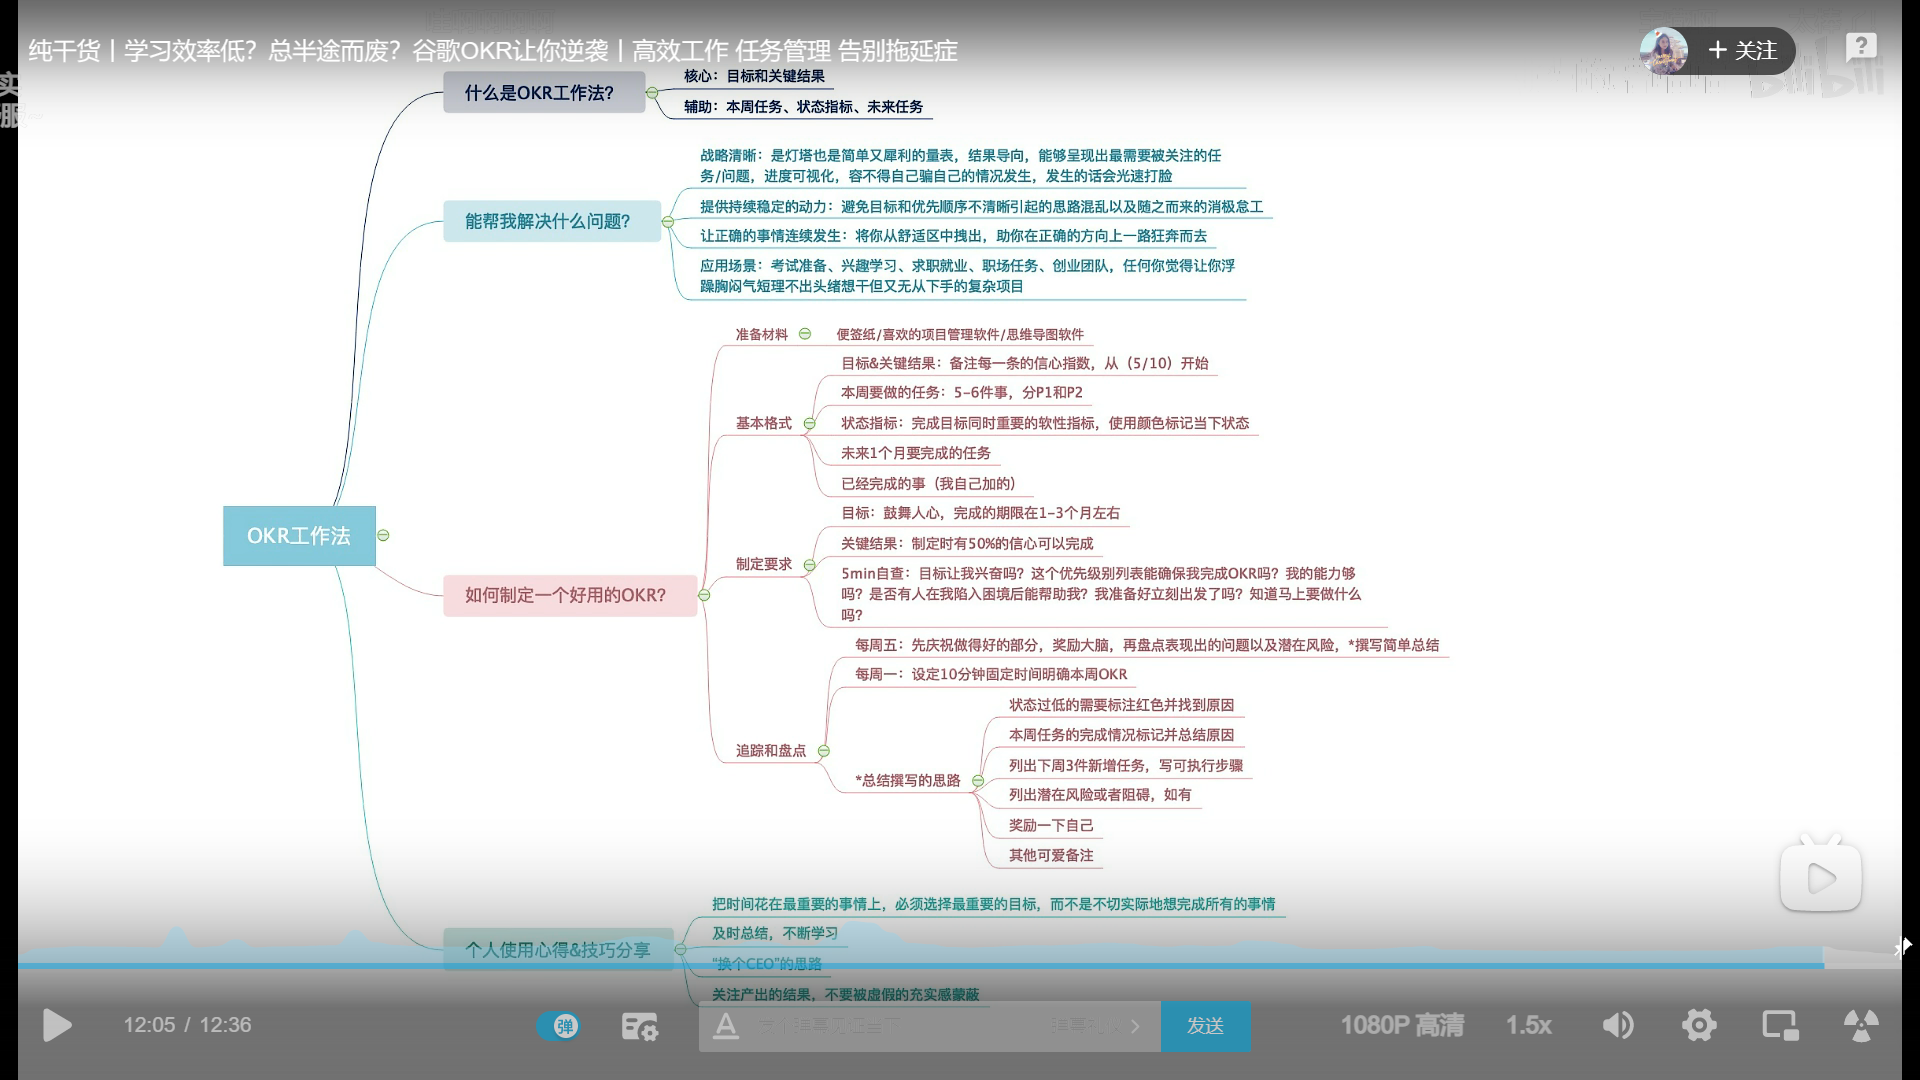 纯干货丨学习效率低？总半途而废？谷歌OKR让你逆袭丨高效工作 任务管理 告别拖延症
+ 关注
bilibili
实
服
什么是OKR工作法？
核心：目标和关键结果
辅助：本周任务、状态指标、未来任务
能帮我解决什么问题？
战略清晰：是灯塔也是简单又犀利的量表，结果导向，能够呈现出最需要被关注的任
务/问题，进度可视化，容不得自己骗自己的情况发生，发生的话会光速打脸
提供持续稳定的动力：避免目标和优先顺序不清晰引起的思路混乱以及随之而来的消极怠工
让正确的事情连续发生：将你从舒适区中拽出，助你在正确的方向上一路狂奔而去
应用场景：考试准备、兴趣学习、求职就业、职场任务、创业团队，任何你觉得让你浮
躁胸闷气短理不出头绪想干但又无从下手的复杂项目
OKR工作法
如何制定一个好用的OKR？
准备材料
便签纸/喜欢的项目管理软件/思维导图软件
基本格式
目标&关键结果：备注每一条的信心指数，从（5/10）开始
本周要做的任务：5-6件事，分P1和P2
状态指标：完成目标同时重要的软性指标，使用颜色标记当下状态
未来1个月要完成的任务
已经完成的事（我自己加的）
制定要求
目标：鼓舞人心，完成的期限在1-3个月左右
关键结果：制定时有50%的信心可以完成
5min自查：目标让我兴奋吗？这个优先级别列表能确保我完成OKR吗？我的能力够
吗？是否有人在我陷入困境后能帮助我？我准备好立刻出发了吗？知道马上要做什么
吗？
追踪和盘点
每周五：先庆祝做得好的部分，奖励大脑，再盘点表现出的问题以及潜在风险，*撰写简单总结
每周一：设定10分钟固定时间明确本周OKR
*总结撰写的思路
状态过低的需要标注红色并找到原因
本周任务的完成情况标记并总结原因
列出下周3件新增任务，写可执行步骤
列出潜在风险或者阻碍，如有
奖励一下自己
其他可爱备注
个人使用心得&技巧分享
把时间花在最重要的事情上，必须选择最重要的目标，而不是不切实际地想完成所有的事情
及时总结，不断学习
“换个CEO”的思路
关注产出的结果，不要被虚假的充实感蒙蔽
12:05 / 12:36
弹
A
发送
1080P 高清
1.5x